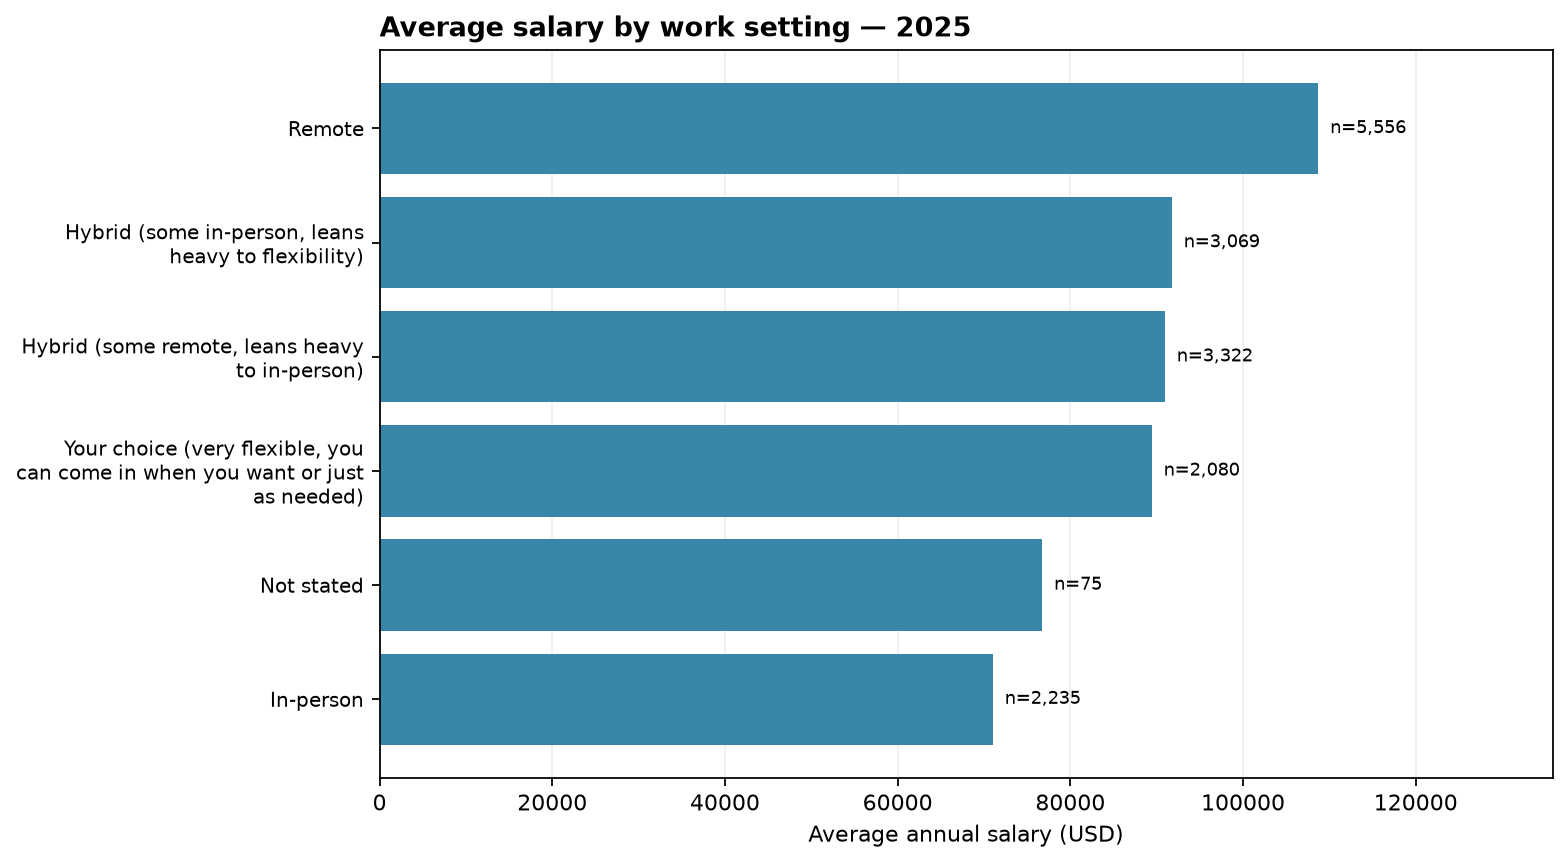 Average salary by work setting — 2025
Remote
n=5,556
Hybrid (some in-person, leans
heavy to flexibility)
n=3,069
Hybrid (some remote, leans heavy
to in-person)
n=3,322
Your choice (very flexible, you
can come in when you want or just
as needed)
n=2,080
Not stated
n=75
In-person
n=2,235
0 20000 40000 60000 80000 100000 120000
Average annual salary (USD)